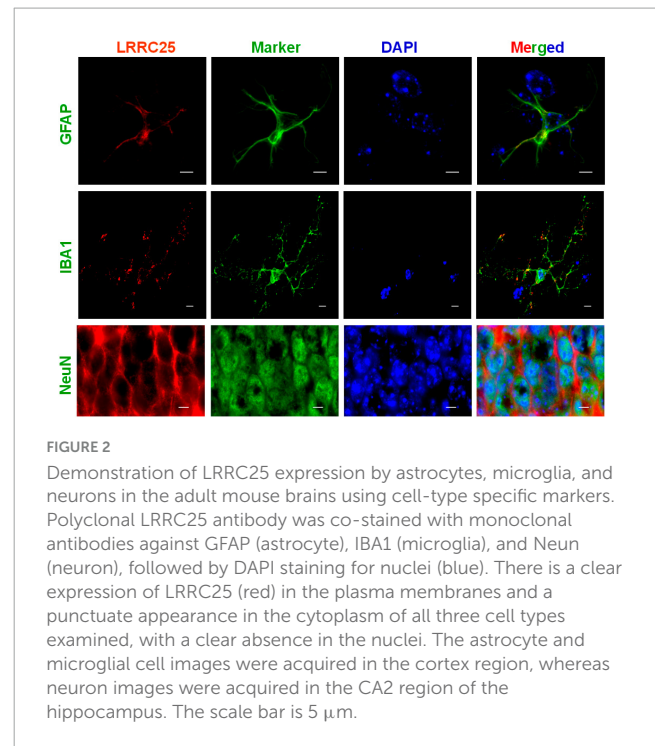 LRRC25 Marker DAPI Merged
GFAP
IBA1
NeuN
FIGURE 2
Demonstration of LRRC25 expression by astrocytes, microglia, and
neurons in the adult mouse brains using cell-type specific markers.
Polyclonal LRRC25 antibody was co-stained with monoclonal
antibodies against GFAP (astrocyte), IBA1 (microglia), and Neun
(neuron), followed by DAPI staining for nuclei (blue). There is a clear
expression of LRRC25 (red) in the plasma membranes and a
punctuate appearance in the cytoplasm of all three cell types
examined, with a clear absence in the nuclei. The astrocyte and
microglial cell images were acquired in the cortex region, whereas
neuron images were acquired in the CA2 region of the
hippocampus. The scale bar is 5 μm.